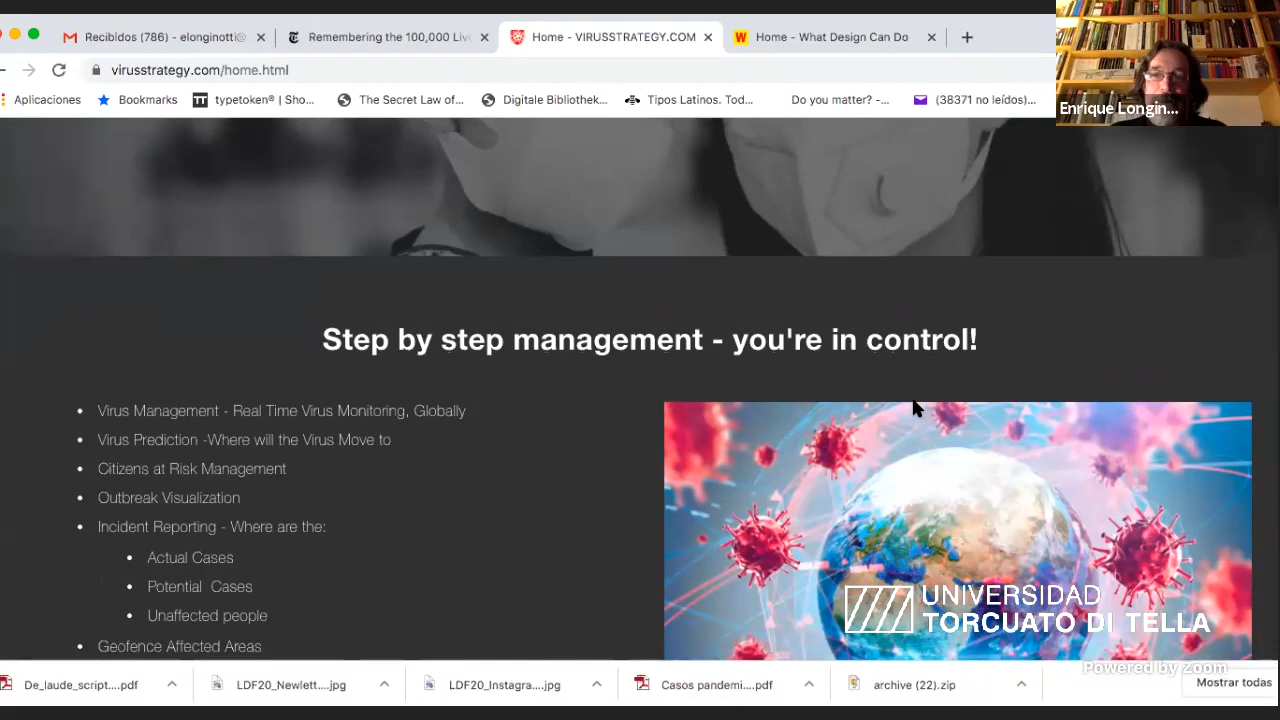 Recibidos (786) - elonginotti@
Remembering the 100,000 Liv
Home - VIRUSSTRATEGY.COM
Home - What Design Can Do
virusstrategy.com/home.html
Aplicaciones
Bookmarks
typetoken® | Sho...
The Secret Law of...
Digitale Bibliothek...
Tipos Latinos. Tod...
Do you matter? -...
(38371 no leídos)...
Enrique Longin...
Step by step management - you're in control!
Virus Management - Real Time Virus Monitoring, Globally
Virus Prediction -Where will the Virus Move to
Citizens at Risk Management
Outbreak Visualization
Incident Reporting - Where are the:
Actual Cases
Potential Cases
Unaffected people
Geofence Affected Areas
UNIVERSIDAD
TORCUATO DI TELLA
Powered by Zoom
De_laude_script....pdf
LDF20_Newlett....jpg
LDF20_Instagra....jpg
Casos pandemi....pdf
archive (22).zip
Mostrar todas